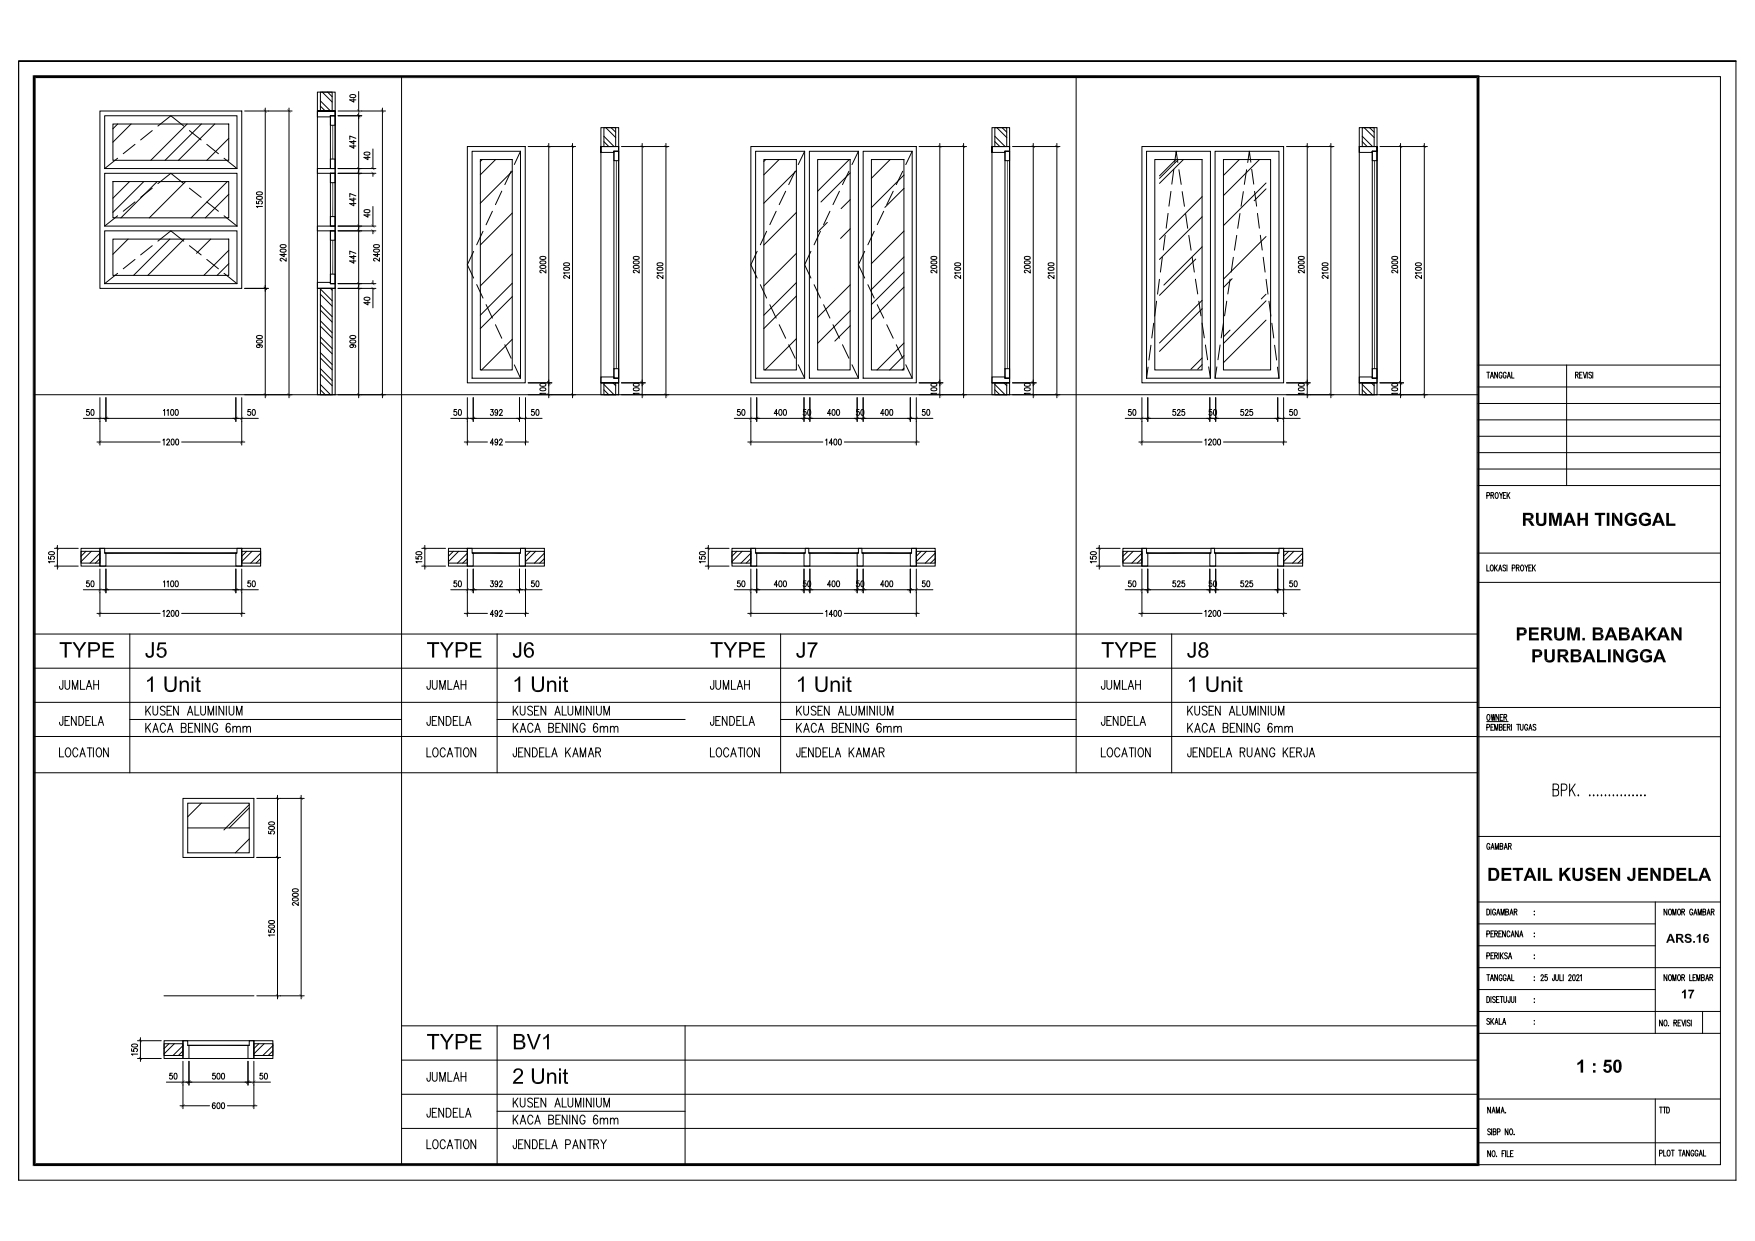 40
447
40
447
40
447
40
1500
2400
900
900
2400
50 1100 50
1200
150
50 1100 50
1200
TYPE J5
JUMLAH 1 Unit
JENDELA KUSEN ALUMINIUM
KACA BENING 6mm
LOCATION
2000
2100
100
2000
2100
100
50 392 50
492
150
50 392 50
492
TYPE J6
JUMLAH 1 Unit
JENDELA KUSEN ALUMINIUM
KACA BENING 6mm
LOCATION JENDELA KAMAR
2000
2100
100
2000
2100
100
50 400 50 400 50 400 50
1400
150
50 400 50 400 50 400 50
1400
TYPE J7
JUMLAH 1 Unit
JENDELA KUSEN ALUMINIUM
KACA BENING 6mm
LOCATION JENDELA KAMAR
2000
2100
100
2000
2100
100
50 525 50 525 50
1200
150
50 525 50 525 50
1200
TYPE J8
JUMLAH 1 Unit
JENDELA KUSEN ALUMINIUM
KACA BENING 6mm
LOCATION JENDELA RUANG KERJA
500
2000
1500
150
50 500 50
600
TYPE BV1
JUMLAH 2 Unit
JENDELA KUSEN ALUMINIUM
KACA BENING 6mm
LOCATION JENDELA PANTRY
TANGGAL REVISI
PROYEK
RUMAH TINGGAL
LOKASI PROYEK
PERUM. BABAKAN
PURBALINGGA
OWNER
PEMBERI TUGAS
BPK. ...............
GAMBAR
DETAIL KUSEN JENDELA
DIGAMBAR : NOMOR GAMBAR
PERENCANA : ARS.16
PERIKSA :
TANGGAL : 25 JULI 2021 NOMOR LEMBAR
DISETUJUI : 17
SKALA : NO. REVISI
1 : 50
NAMA. TTD
SIBP NO.
NO. FILE PLOT TANGGAL